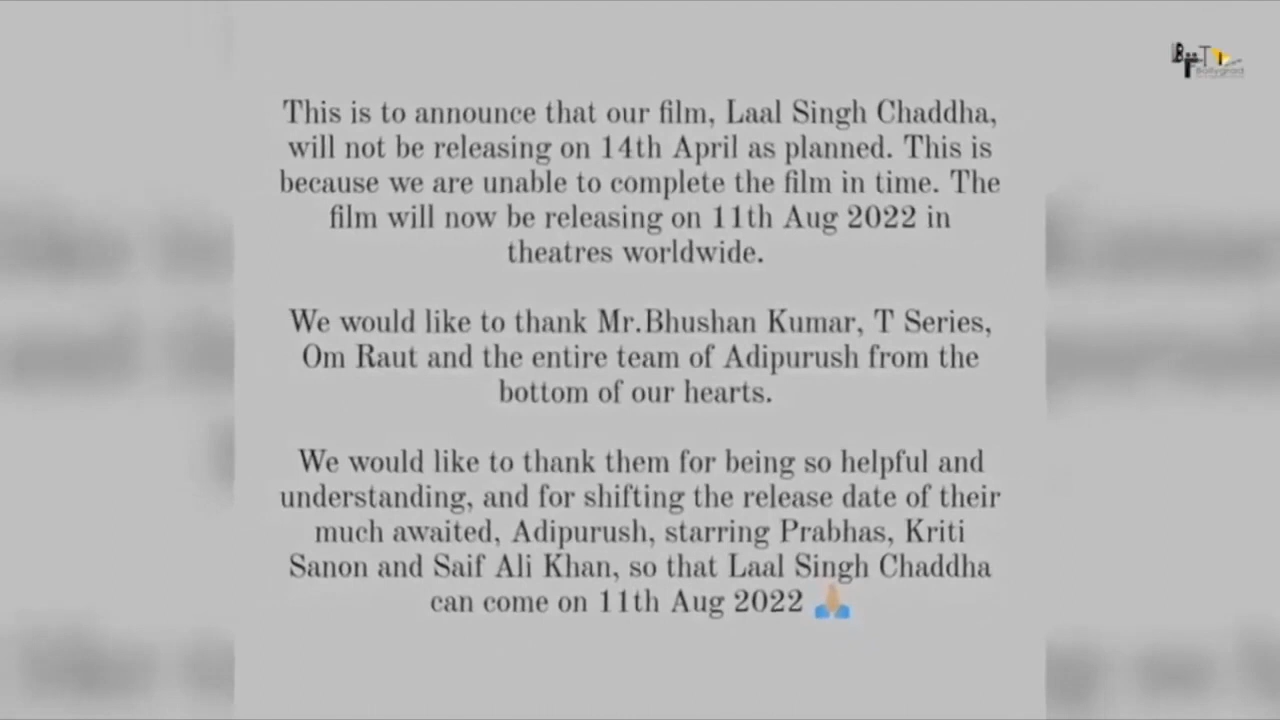 BFT
Bollygrad
This is to announce that our film, Laal Singh Chaddha,
will not be releasing on 14th April as planned. This is
because we are unable to complete the film in time. The
film will now be releasing on 11th Aug 2022 in
theatres worldwide.
We would like to thank Mr.Bhushan Kumar, T Series,
Om Raut and the entire team of Adipurush from the
bottom of our hearts.
We would like to thank them for being so helpful and
understanding, and for shifting the release date of their
much awaited, Adipurush, starring Prabhas, Kriti
Sanon and Saif Ali Khan, so that Laal Singh Chaddha
can come on 11th Aug 2022 🙏